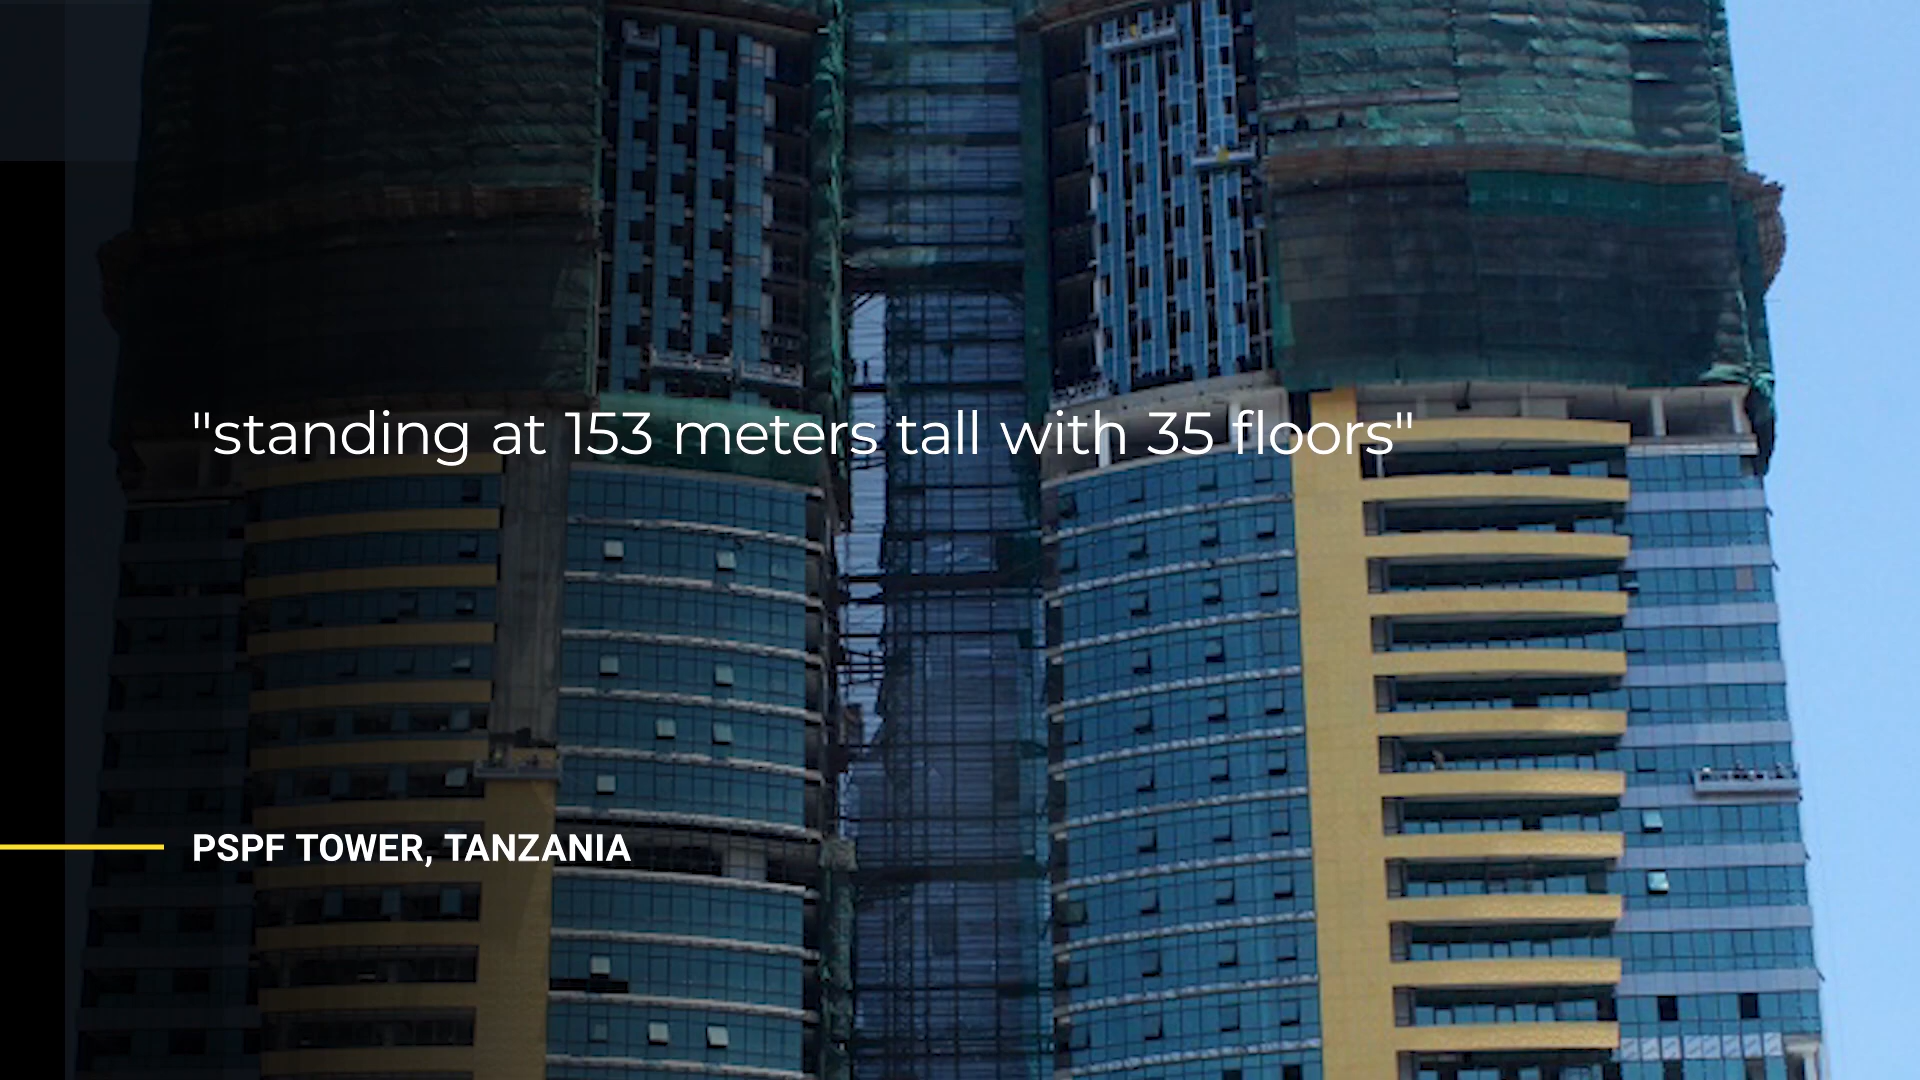 "standing at 153 meters tall with 35 floors"
PSPF TOWER, TANZANIA